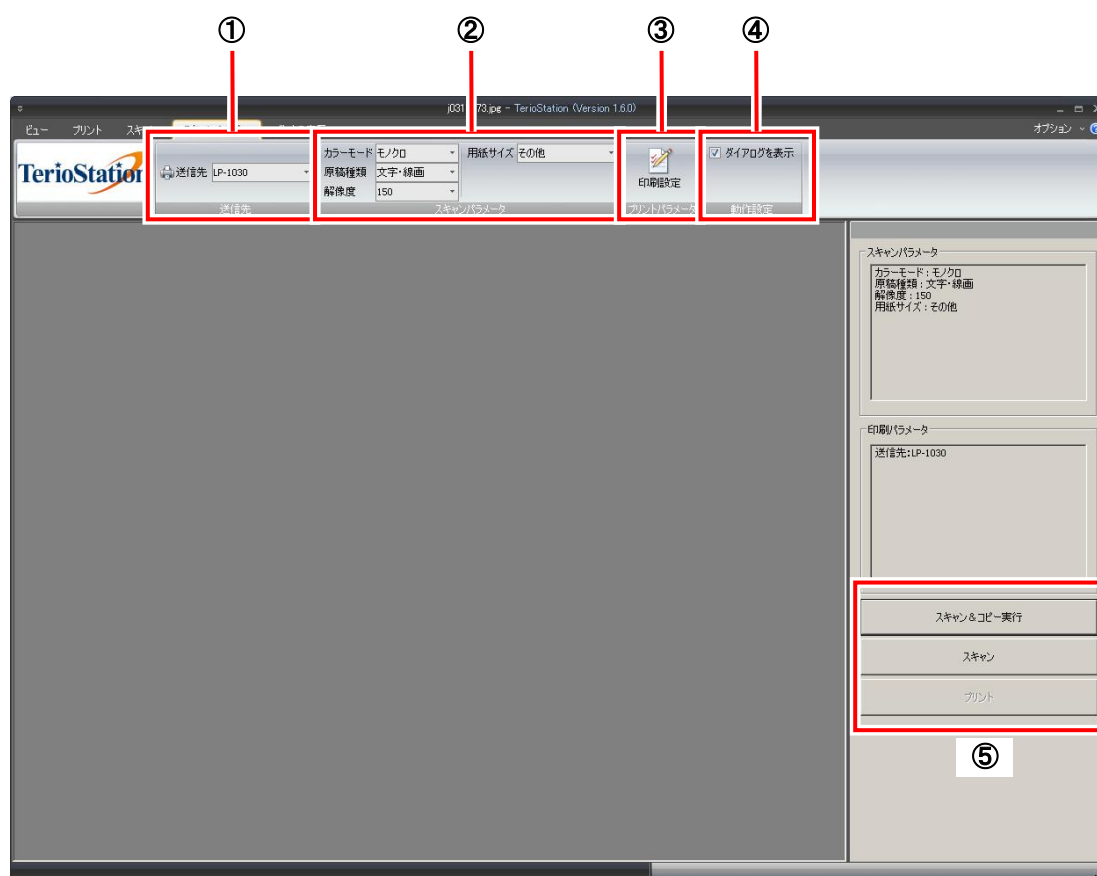 ① ② ③ ④
73.jpg - TerioStation (Version 1.6.0)
ビュー プリント オプション
TerioStation
送信先 LP-1030
送信先
カラーモード モノクロ 用紙サイズ その他
原稿種類 文字・線画
解像度 150
スキャンパラメータ
印刷設定
プリントパラメータ
ダイアログを表示
動作設定
スキャンパラメータ
カラーモード : モノクロ
原稿種類 : 文字・線画
解像度 : 150
用紙サイズ : その他
印刷パラメータ
送信先:LP-1030
スキャン&コピー実行
スキャン
プリント
⑤